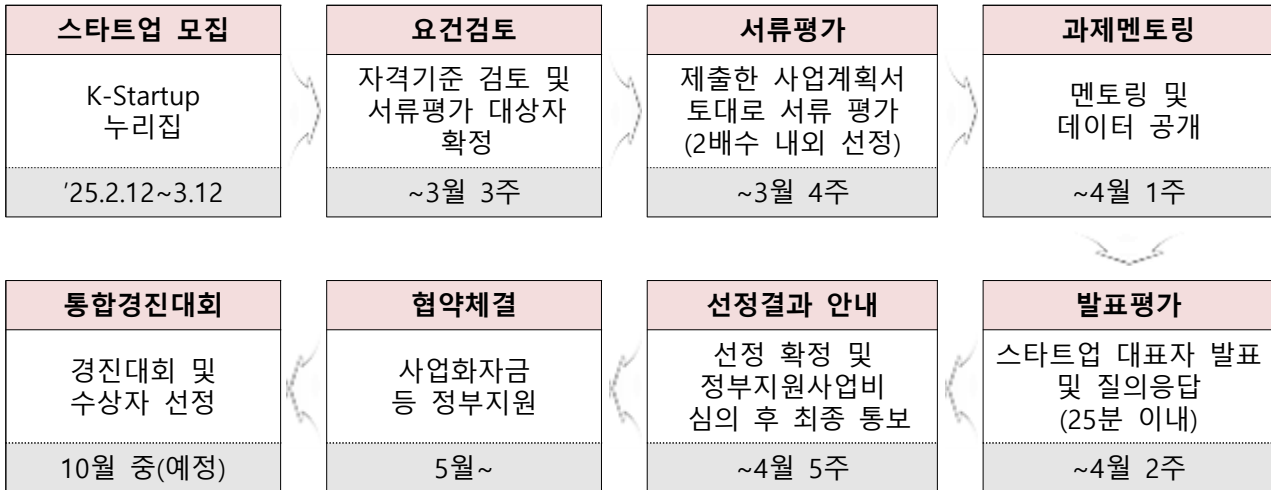 스타트업 모집
K-Startup
누리집
'25.2.12~3.12
요건검토
자격기준 검토 및
서류평가 대상자
확정
~3월 3주
서류평가
제출한 사업계획서
토대로 서류 평가
(2배수 내외 선정)
~3월 4주
과제멘토링
멘토링 및
데이터 공개
~4월 1주
발표평가
스타트업 대표자 발표
및 질의응답
(25분 이내)
~4월 2주
선정결과 안내
선정 확정 및
정부지원사업비
심의 후 최종 통보
~4월 5주
협약체결
사업화자금
등 정부지원
5월~
통합경진대회
경진대회 및
수상자 선정
10월 중(예정)